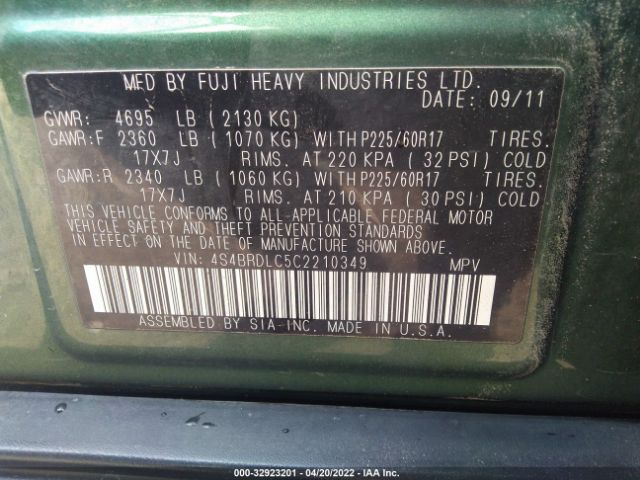 MFD BY FUJI HEAVY INDUSTRIES LTD.
DATE: 09/11
GVWR: 4695 LB ( 2130 KG)
GAWR:F 2360 LB ( 1070 KG) WITH P225/60R17 TIRES.
17X7J RIMS. AT 220 KPA ( 32 PSI) COLD
GAWR:R 2340 LB ( 1060 KG) WITH P225/60R17 TIRES.
17X7J RIMS. AT 210 KPA ( 30 PSI) COLD
THIS VEHICLE CONFORMS TO ALL-APPLICABLE FEDERAL MOTOR
VEHICLE SAFETY AND THEFT PREVENTION STANDARDS
IN EFFECT ON THE DATE OF MANUFACTURE SHOWN ABOVE.
VIN: 4S4BRDLC5C2210349 MPV
ASSEMBLED BY SIA-INC. MADE IN U.S.A.
000-32923201 - 04/20/2022 - IAA Inc.